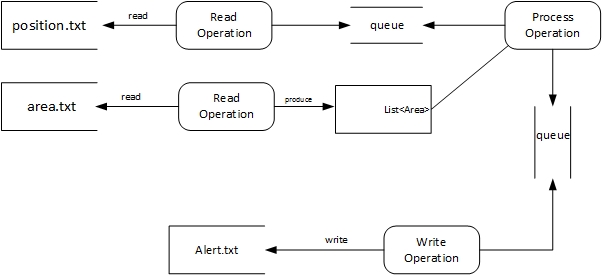 position.txt
read
Read
Operation
queue
Process
Operation
area.txt
read
Read
Operation
produce
List<Area>
queue
Alert.txt
write
Write
Operation